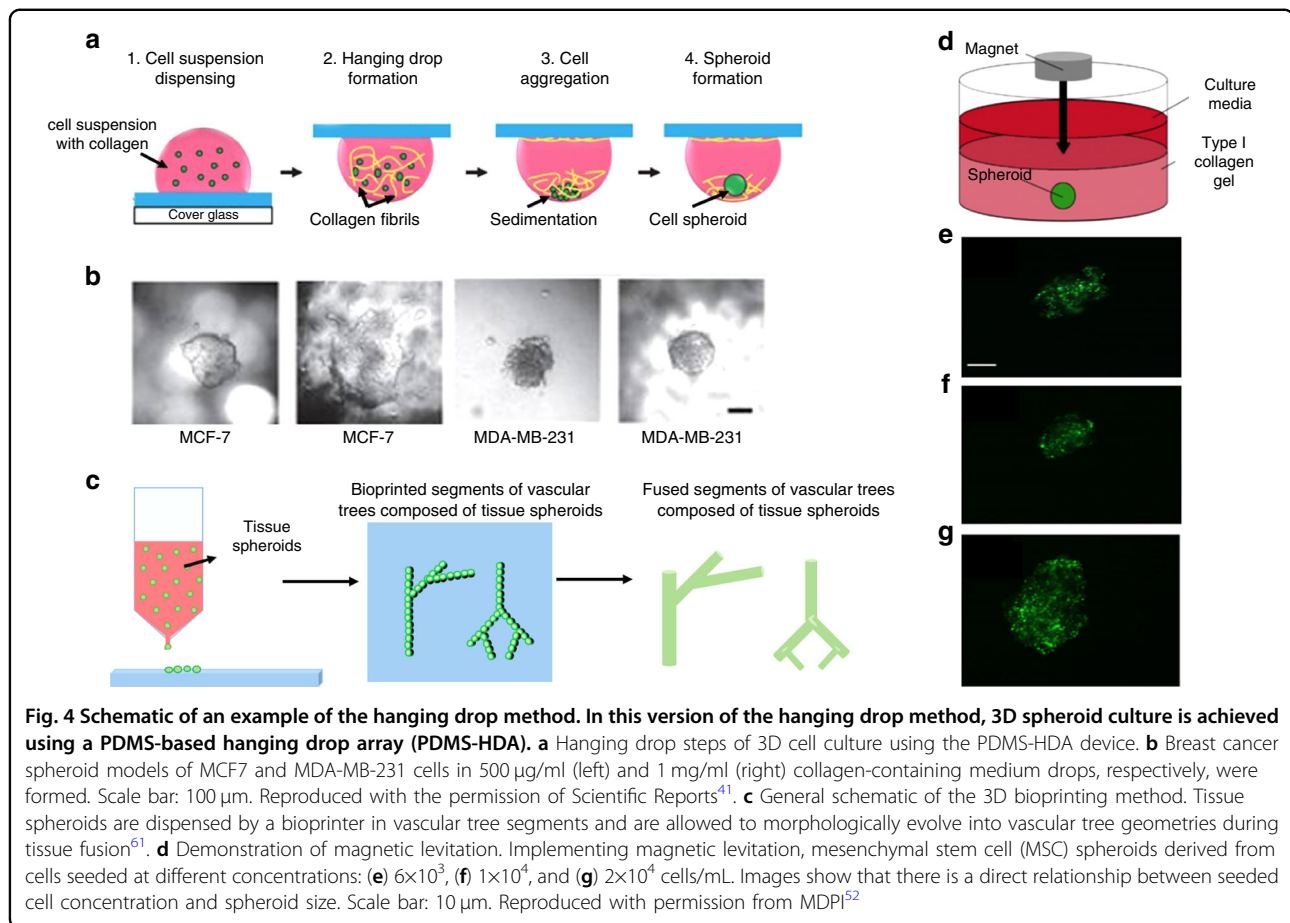 a
1. Cell suspension
dispensing
2. Hanging drop
formation
3. Cell
aggregation
4. Spheroid
formation
cell suspension
with collagen
Cover glass
Collagen fibrils
Sedimentation
Cell spheroid
b
MCF-7
MCF-7
MDA-MB-231
MDA-MB-231
c
Tissue
spheroids
Bioprinted segments of vascular
trees composed of tissue spheroids
Fused segments of vascular trees
composed of tissue spheroids
d
Magnet
Culture
media
Type I
collagen
gel
Spheroid
e
f
g
Fig. 4 Schematic of an example of the hanging drop method. In this version of the hanging drop method, 3D spheroid culture is achieved
using a PDMS-based hanging drop array (PDMS-HDA). a Hanging drop steps of 3D cell culture using the PDMS-HDA device. b Breast cancer
spheroid models of MCF7 and MDA-MB-231 cells in 500 µg/ml (left) and 1 mg/ml (right) collagen-containing medium drops, respectively, were
formed. Scale bar: 100 µm. Reproduced with the permission of Scientific Reports⁴¹. c General schematic of the 3D bioprinting method. Tissue
spheroids are dispensed by a bioprinter in vascular tree segments and are allowed to morphologically evolve into vascular tree geometries during
tissue fusion⁶¹. d Demonstration of magnetic levitation. Implementing magnetic levitation, mesenchymal stem cell (MSC) spheroids derived from
cells seeded at different concentrations: (e) 6×10³, (f) 1×10⁴, and (g) 2×10⁴ cells/mL. Images show that there is a direct relationship between seeded
cell concentration and spheroid size. Scale bar: 10 µm. Reproduced with permission from MDPI⁵²